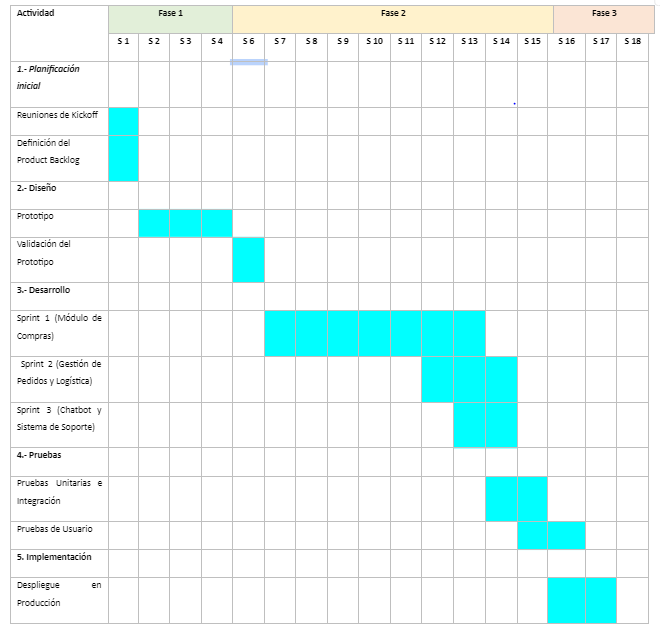 Actividad Fase 1 Fase 2 Fase 3
S 1 S 2 S 3 S 4 S 6 S 7 S 8 S 9 S 10 S 11 S 12 S 13 S 14 S 15 S 16 S 17 S 18
1.- Planificación
inicial
Reuniones de Kickoff
Definición del
Product Backlog
2.- Diseño
Prototipo
Validación del
Prototipo
3.- Desarrollo
Sprint 1 (Módulo de
Compras)
Sprint 2 (Gestión de
Pedidos y Logística)
Sprint 3 (Chatbot y
Sistema de Soporte)
4.- Pruebas
Pruebas Unitarias e
Integración
Pruebas de Usuario
5. Implementación
Despliegue en
Producción